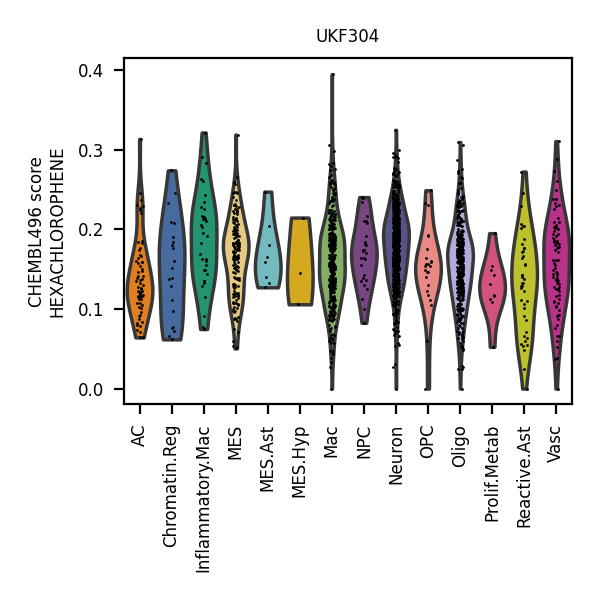 UKF304
CHEMBL496 score
HEXACHLOROPHENE
0.4
0.3
0.2
0.1
0.0
AC
Chromatin.Reg
Inflammatory.Mac
MES
MES.Ast
MES.Hyp
Mac
NPC
Neuron
OPC
Oligo
Prolif.Metab
Reactive.Ast
Vasc